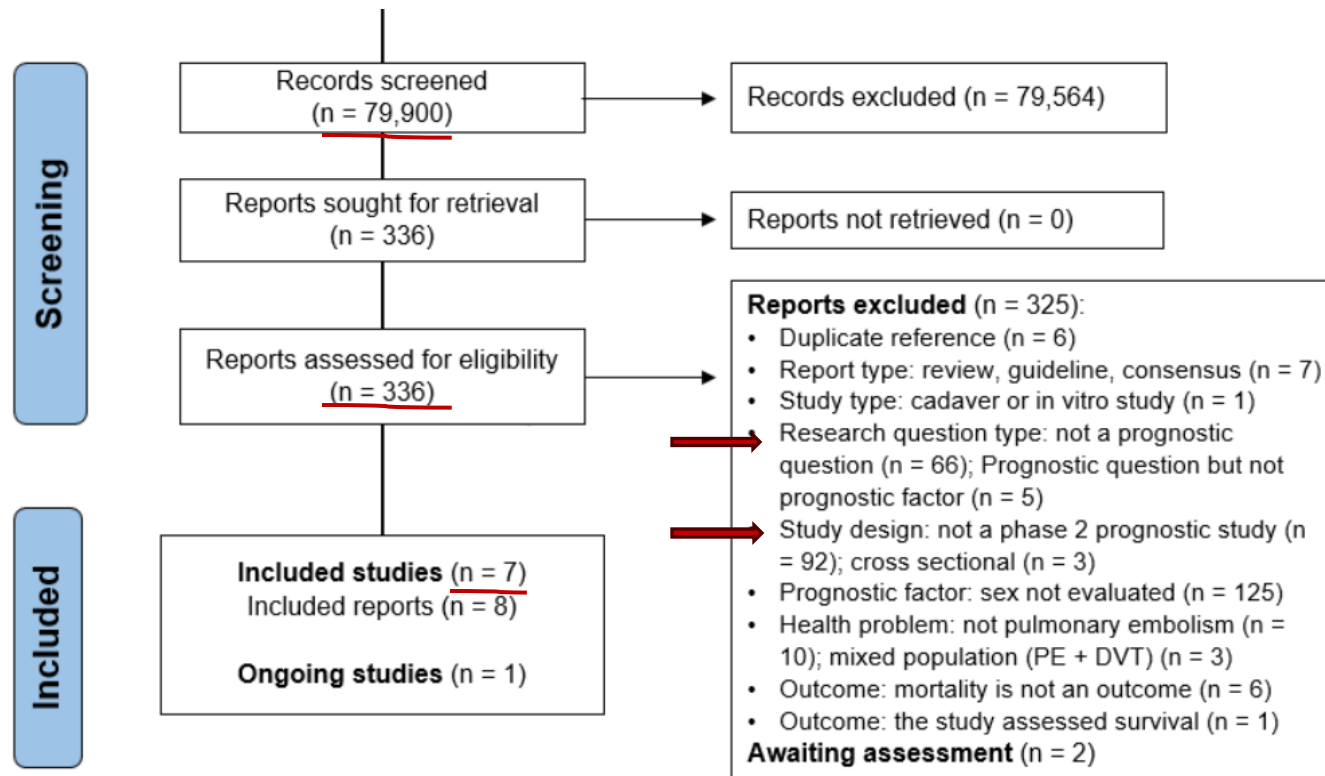 Screening
Records screened
(n = 79,900)
Records excluded (n = 79,564)
Reports sought for retrieval
(n = 336)
Reports not retrieved (n = 0)
Reports assessed for eligibility
(n = 336)
Reports excluded (n = 325):
• Duplicate reference (n = 6)
• Report type: review, guideline, consensus (n = 7)
• Study type: cadaver or in vitro study (n = 1)
• Research question type: not a prognostic
question (n = 66); Prognostic question but not
prognostic factor (n = 5)
• Study design: not a phase 2 prognostic study (n
= 92); cross sectional (n = 3)
• Prognostic factor: sex not evaluated (n = 125)
• Health problem: not pulmonary embolism (n =
10); mixed population (PE + DVT) (n = 3)
• Outcome: mortality is not an outcome (n = 6)
• Outcome: the study assessed survival (n = 1)
Awaiting assessment (n = 2)
Included
Included studies (n = 7)
Included reports (n = 8)
Ongoing studies (n = 1)